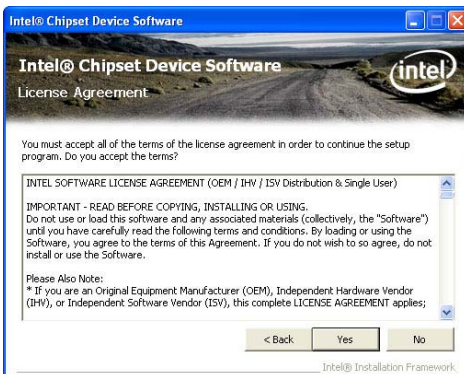 Intel® Chipset Device Software
Intel® Chipset Device Software
License Agreement
intel
You must accept all of the terms of the license agreement in order to continue the setup
program. Do you accept the terms?
INTEL SOFTWARE LICENSE AGREEMENT (OEM / IHV / ISV Distribution & Single User)
IMPORTANT - READ BEFORE COPYING, INSTALLING OR USING.
Do not use or load this software and any associated materials (collectively, the "Software")
until you have carefully read the following terms and conditions. By loading or using the
Software, you agree to the terms of this Agreement. If you do not wish to so agree, do not
install or use the Software.
Please Also Note:
* If you are an Original Equipment Manufacturer (OEM), Independent Hardware Vendor
(IHV), or Independent Software Vendor (ISV), this complete LICENSE AGREEMENT applies;
< Back
Yes
No
Intel® Installation Framework